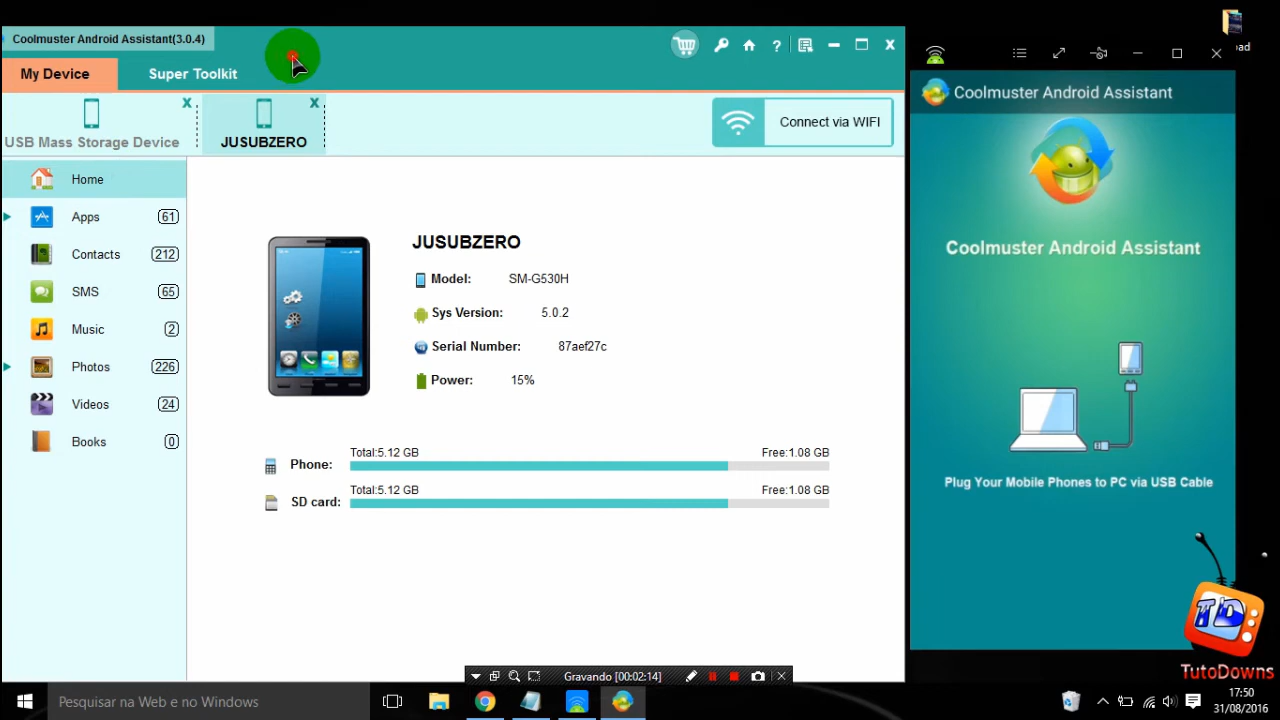 Coolmuster Android Assistant(3.0.4)
My Device
Super Toolkit
USB Mass Storage Device
JUSUBZERO
Connect via WIFI
Home
Apps 61
Contacts 212
SMS 65
Music 2
Photos 226
Videos 24
Books 0
JUSUBZERO
Model: SM-G530H
Sys Version: 5.0.2
Serial Number: 87aef27c
Power: 15%
Total:5.12 GB Free:1.08 GB
Phone:
Total:5.12 GB Free:1.08 GB
SD card:
Coolmuster Android Assistant
Coolmuster Android Assistant
Plug Your Mobile Phones to PC via USB Cable
TD
TutoDowns
Gravando [00:02:14]
Pesquisar na Web e no Windows
17:50
31/08/2016